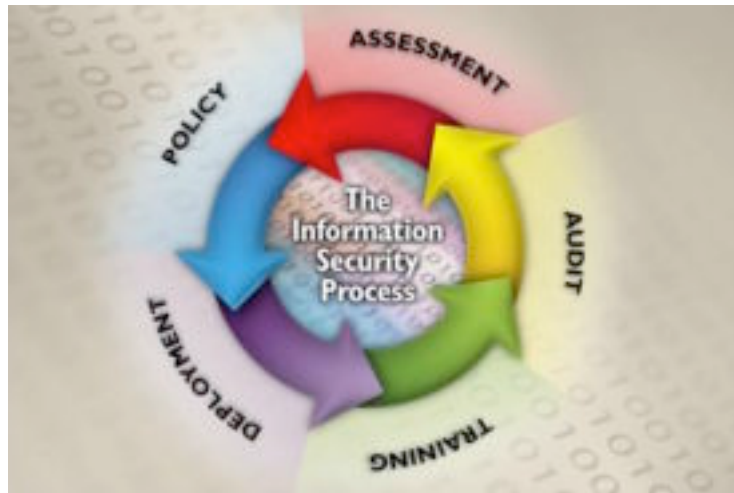 ASSESSMENT
POLICY
The
Information
Security
Process
AUDIT
DEPLOYMENT
TRAINING